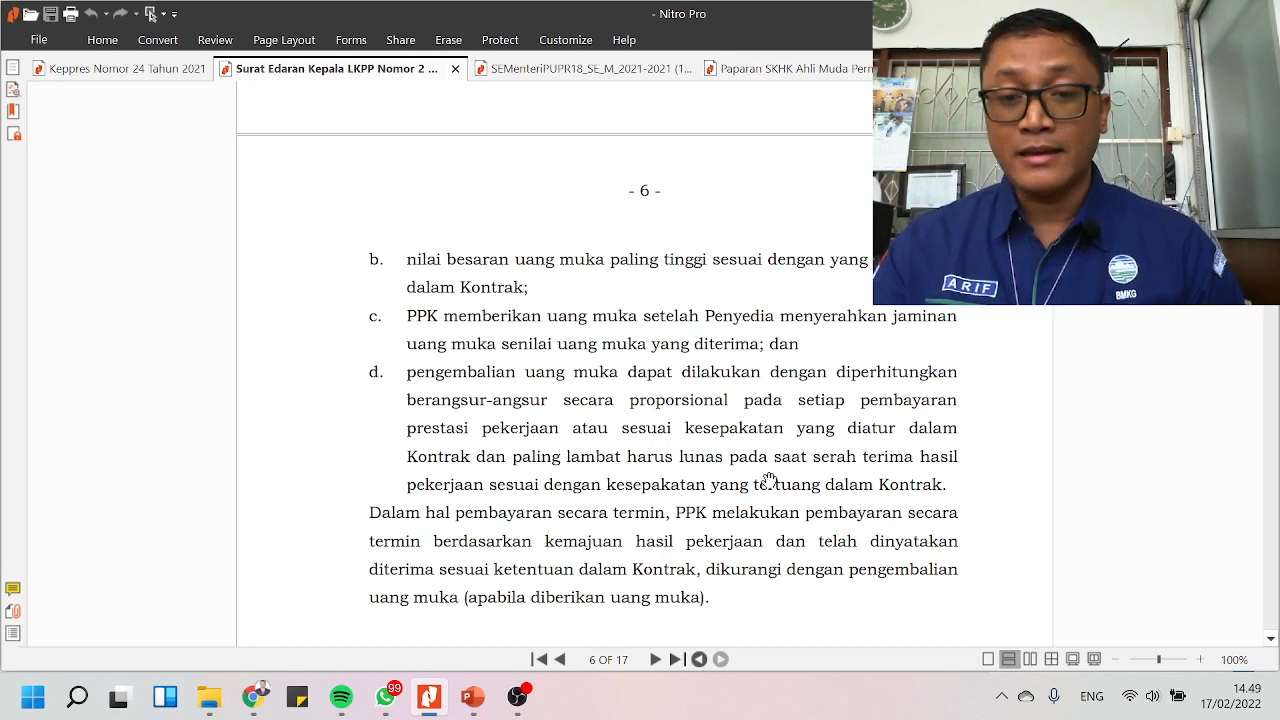 - Nitro Pro
File Home Convert Review Page Layout Forms Share Erase Protect Customize Help
Keppres Nomor 24 Tahun 2021 Surat Edaran Kepala LKPP Nomor 2 ... SEMenteriPUPR18_SE_M_2021-2021 (1... Paparan SKHK Ahli Muda Perm
- 6 -
b. nilai besaran uang muka paling tinggi sesuai dengan yang
dalam Kontrak;
c. PPK memberikan uang muka setelah Penyedia menyerahkan jaminan
uang muka senilai uang muka yang diterima; dan
d. pengembalian uang muka dapat dilakukan dengan diperhitungkan
berangsur-angsur secara proporsional pada setiap pembayaran
prestasi pekerjaan atau sesuai kesepakatan yang diatur dalam
Kontrak dan paling lambat harus lunas pada saat serah terima hasil
pekerjaan sesuai dengan kesepakatan yang tertuang dalam Kontrak.
Dalam hal pembayaran secara termin, PPK melakukan pembayaran secara
termin berdasarkan kemajuan hasil pekerjaan dan telah dinyatakan
diterima sesuai ketentuan dalam Kontrak, dikurangi dengan pengembalian
uang muka (apabila diberikan uang muka).
ARIF
BMKG
6 OF 17
100%
99
ENG
14.49
17/02/2022